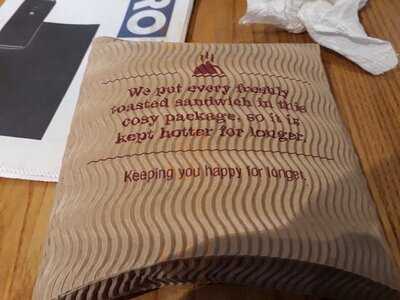 RO
We put every freshly
toasted sandwich in this
cosy package, so it is
kept hotter for longer.
Keeping you happy for longer.